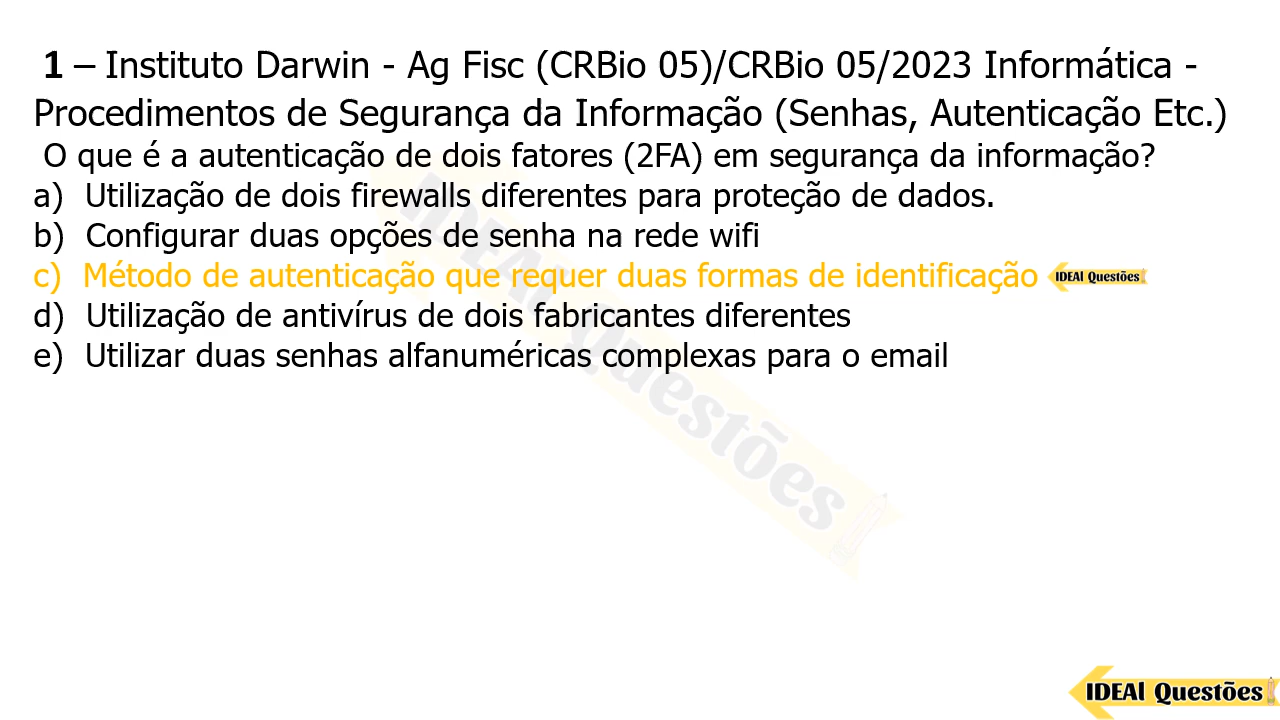 1 – Instituto Darwin - Ag Fisc (CRBio 05)/CRBio 05/2023 Informática -
Procedimentos de Segurança da Informação (Senhas, Autenticação Etc.)
O que é a autenticação de dois fatores (2FA) em segurança da informação?
a) Utilização de dois firewalls diferentes para proteção de dados.
b) Configurar duas opções de senha na rede wifi
c) Método de autenticação que requer duas formas de identificação IDEAl Questões
d) Utilização de antivírus de dois fabricantes diferentes
e) Utilizar duas senhas alfanuméricas complexas para o email
IDEAl Questões
IDEAl Questões